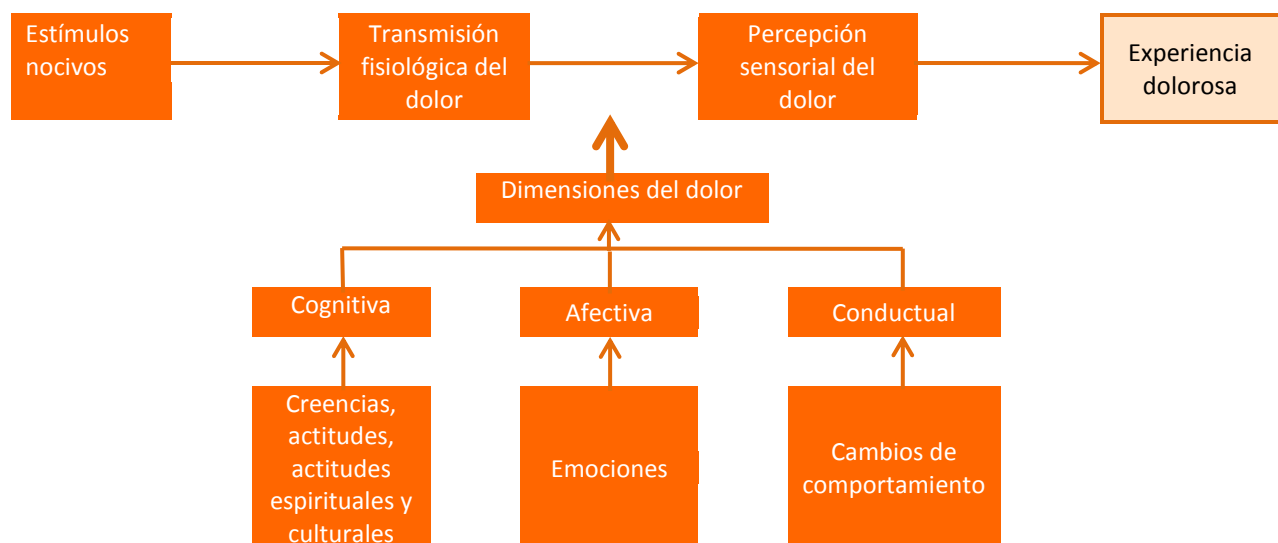 Estímulos
nocivos
Transmisión
fisiológica del
dolor
Percepción
sensorial del
dolor
Experiencia
dolorosa
Dimensiones del dolor
Cognitiva
Afectiva
Conductual
Creencias,
actitudes,
actitudes
espirituales y
culturales
Emociones
Cambios de
comportamiento